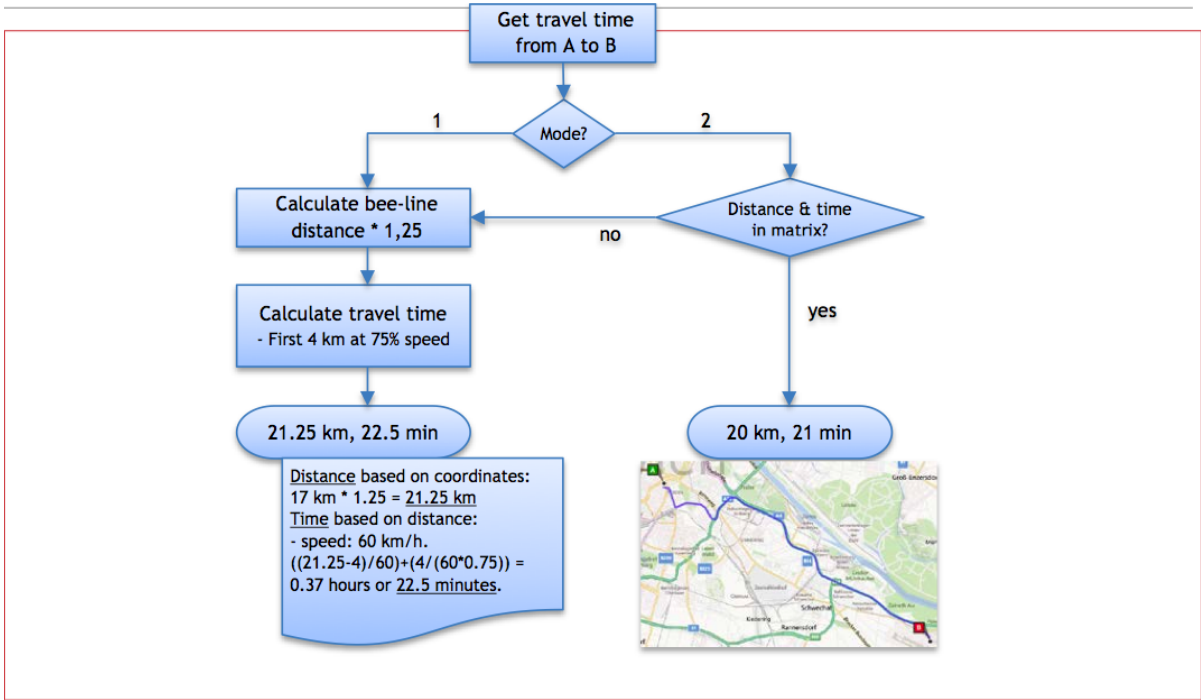 Get travel time
from A to B
1
Mode?
2
Calculate bee-line
distance * 1,25
no
Distance & time
in matrix?
Calculate travel time
- First 4 km at 75% speed
yes
21.25 km, 22.5 min
20 km, 21 min
Distance based on coordinates:
17 km * 1.25 = 21.25 km
Time based on distance:
- speed: 60 km/h.
((21.25-4)/60)+(4/(60*0.75)) =
0.37 hours or 22.5 minutes.
A
Schwechat
Rannersdorf
B